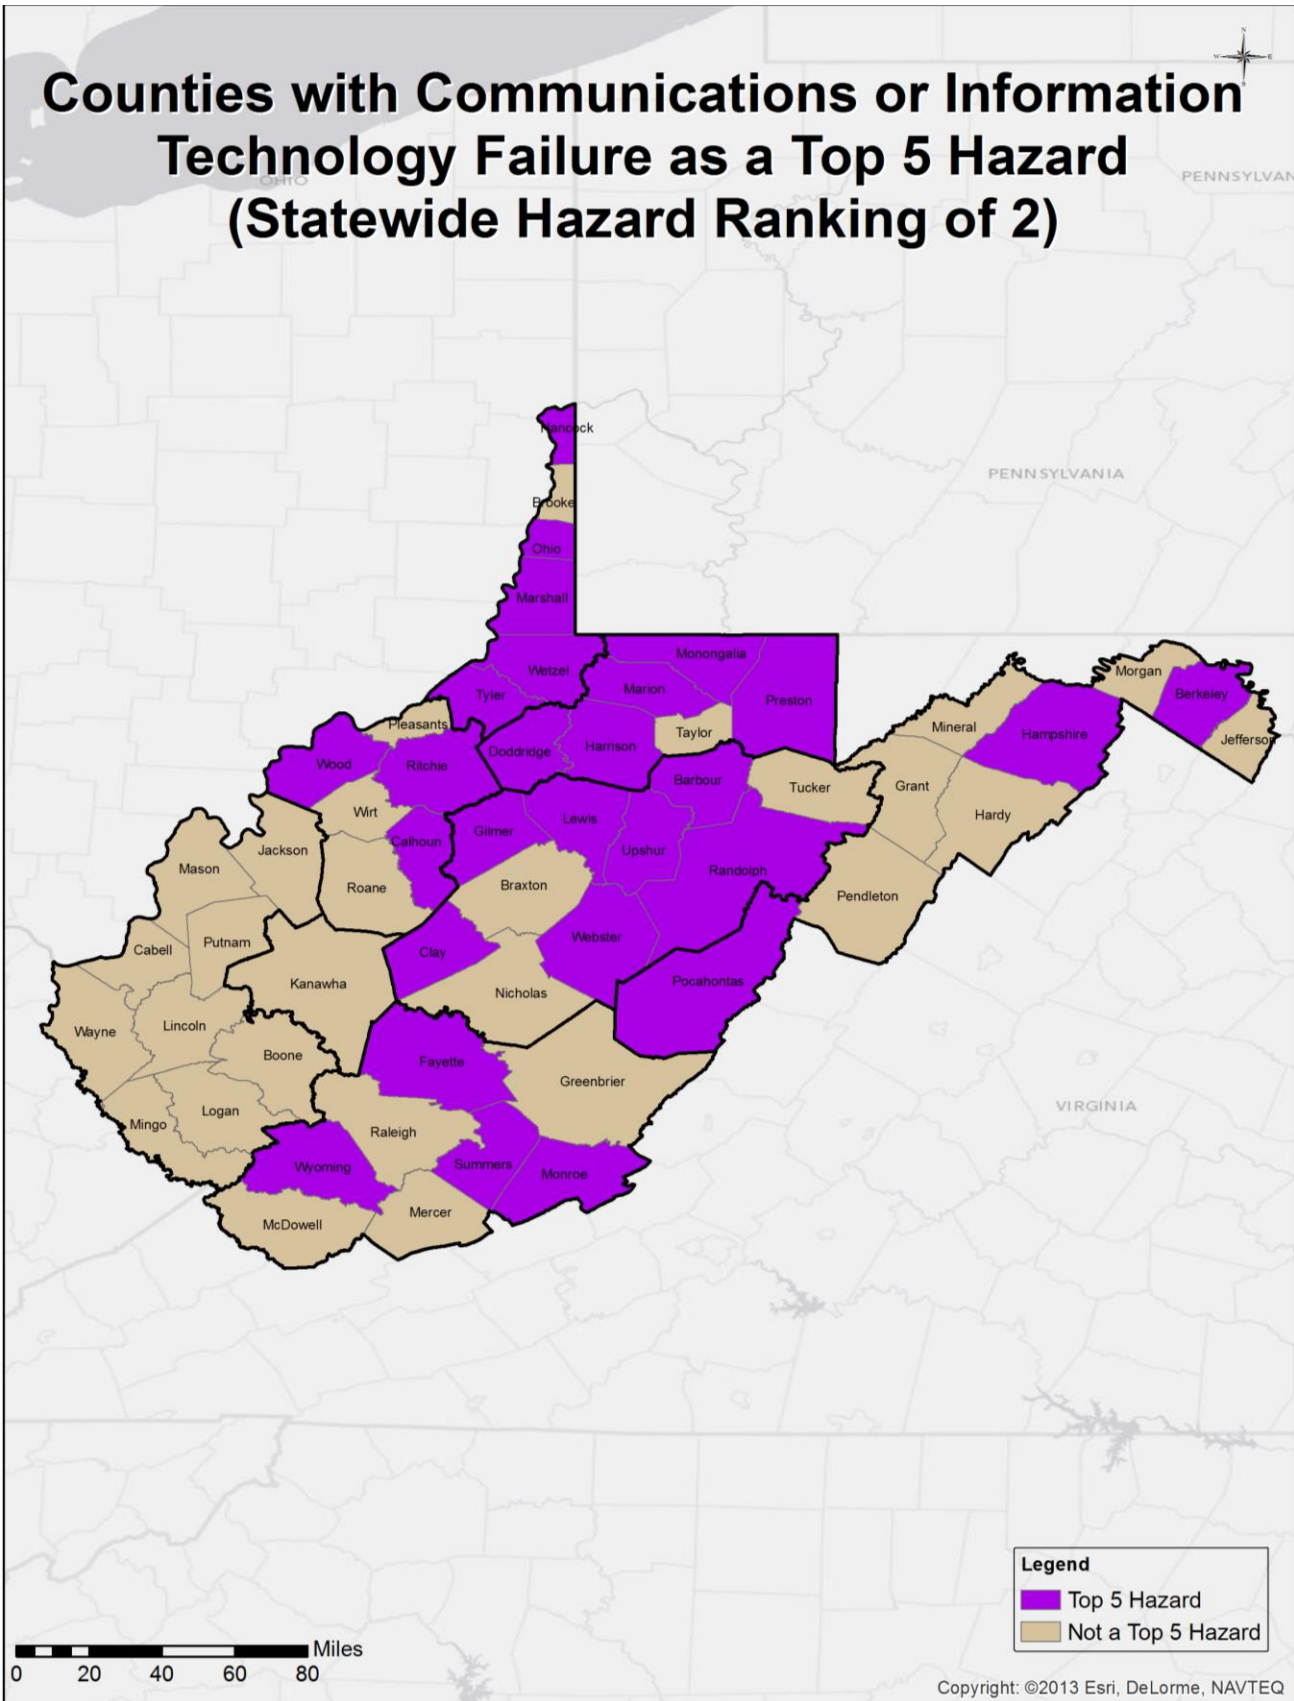 N
W
E
S
Counties with Communications or Information
Technology Failure as a Top 5 Hazard
(Statewide Hazard Ranking of 2)
OHIO
PENNSYLVAN
PENNSYLVANIA
VIRGINIA
Hancock
Brooke
Ohio
Marshall
Wetzel
Monongalia
Tyler
Marion
Preston
Morgan
Berkeley
Pleasants
Taylor
Mineral
Hampshire
Jefferson
Wood
Ritchie
Doddridge
Harrison
Barbour
Tucker
Grant
Hardy
Wirt
Calhoun
Gilmer
Lewis
Upshur
Jackson
Mason
Roane
Braxton
Randolph
Pendleton
Cabell
Putnam
Clay
Webster
Kanawha
Nicholas
Pocahontas
Wayne
Lincoln
Boone
Fayette
Greenbrier
Mingo
Logan
Raleigh
Wyoming
Summers
Monroe
McDowell
Mercer
Legend
Top 5 Hazard
Not a Top 5 Hazard
Miles
0 20 40 60 80
Copyright: ©2013 Esri, DeLorme, NAVTEQ